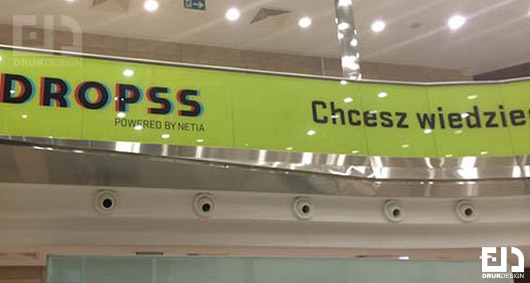 DRUKDESIGN
DROPSS
POWERED BY NETIA
Chcesz wiedzie
DRUKDESIGN